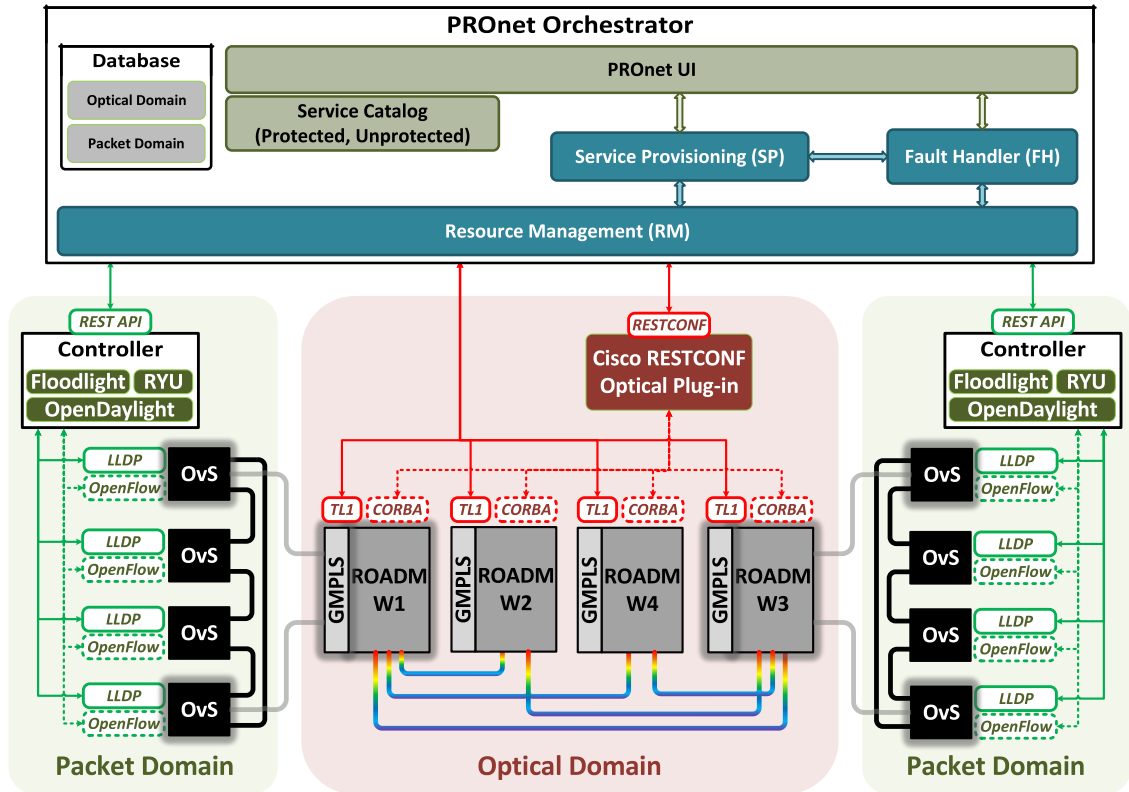 PROnet Orchestrator
Database
Optical Domain
Packet Domain
PROnet UI
Service Catalog
(Protected, Unprotected)
Service Provisioning (SP)
Fault Handler (FH)
Resource Management (RM)
REST API
Controller
Floodlight
RYU
OpenDaylight
LLDP
OpenFlow
OvS
LLDP
OpenFlow
OvS
LLDP
OpenFlow
OvS
LLDP
OpenFlow
OvS
Packet Domain
RESTCONF
Cisco RESTCONF
Optical Plug-in
TL1
CORBA
TL1
CORBA
TL1
CORBA
TL1
CORBA
GMPLS
ROADM
W1
GMPLS
ROADM
W2
GMPLS
ROADM
W4
GMPLS
ROADM
W3
Optical Domain
REST API
Controller
Floodlight
RYU
OpenDaylight
OvS
LLDP
OpenFlow
OvS
LLDP
OpenFlow
OvS
LLDP
OpenFlow
OvS
LLDP
OpenFlow
Packet Domain